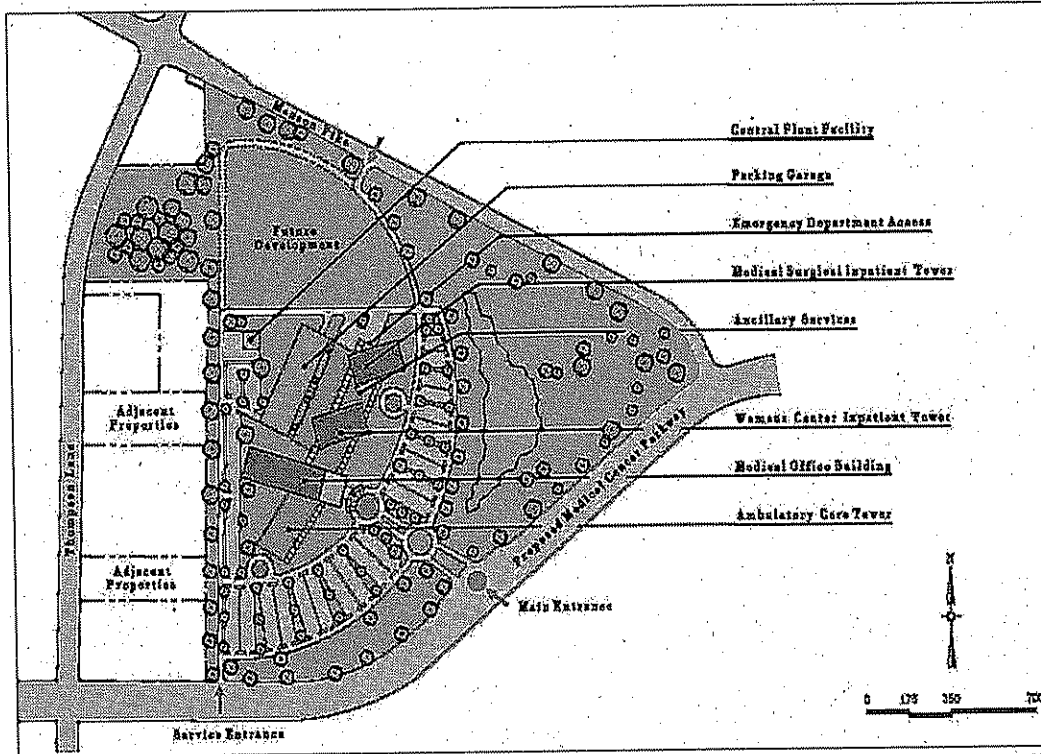 Manson Pike
Central Plant Facility
Parking Garage
Future
Development
Emergency Department Access
Medical Surgical Inpatient Tower
Ancillary Services
Adjacent
Properties
Womens Center Inpatient Tower
Medical Office Building
Ambulatory Care Tower
Thompson Lane
Proposed Medical Center Parkway
Adjacent
Properties
Main Entrance
N
0 175 350 700
Service Entrance